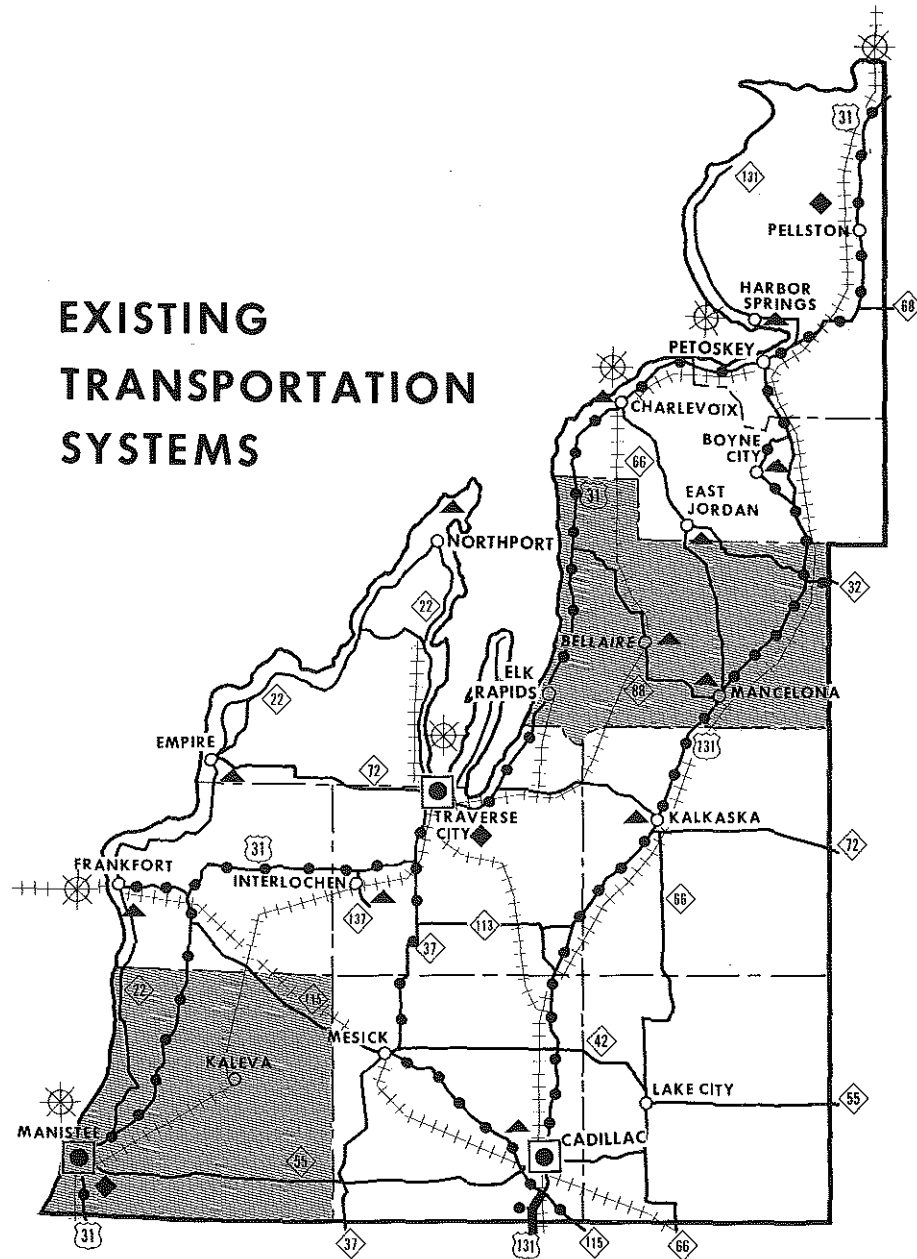 EXISTING
TRANSPORTATION
SYSTEMS
31
131
PELLSTON
HARBOR
SPRINGS
68
PETOSKEY
CHARLEVOIX
BOYNE
CITY
66
31
EAST
JORDAN
NORTHPORT
32
22
BELLAIRE
ELK
RAPIDS
88
MANCELONA
22
131
EMPIRE
72
TRAVERSE
CITY
KALKASKA
72
31
FRANKFORT
INTERLOCHEN
137
66
113
37
22
115
MESICK
42
KALEVA
LAKE CITY
55
MANISTEE
CADILLAC
55
31
37
131
115
66